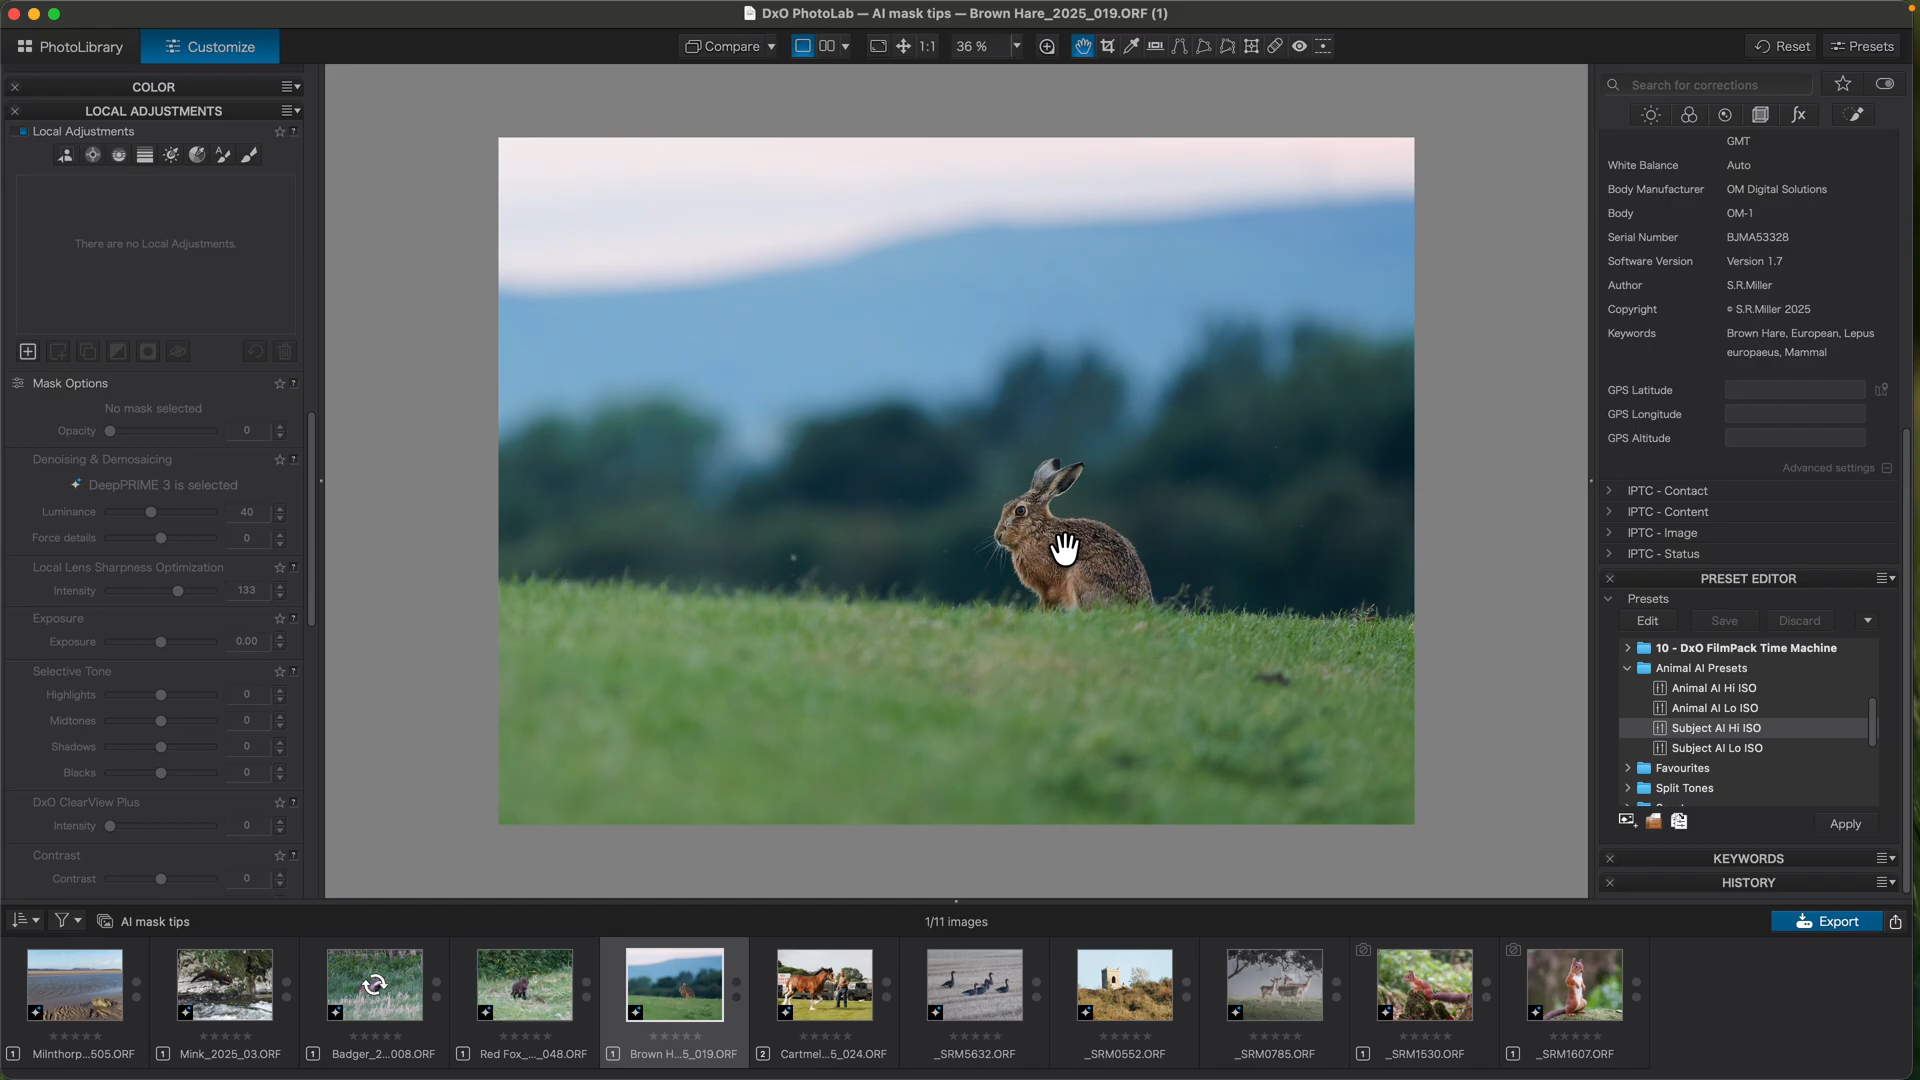 DxO PhotoLab — AI mask tips — Brown Hare_2025_019.ORF (1)
PhotoLibrary
Customize
Compare
1:1
36 %
Reset
Presets
COLOR
LOCAL ADJUSTMENTS
Local Adjustments
There are no Local Adjustments.
Mask Options
No mask selected
Opacity 0
Denoising & Demosaicing
DeepPRIME 3 is selected
Luminance 40
Force details 0
Local Lens Sharpness Optimization
Intensity 133
Exposure
Exposure 0.00
Selective Tone
Highlights 0
Midtones 0
Shadows 0
Blacks 0
DxO ClearView Plus
Intensity 0
Contrast
Contrast 0
Search for corrections
fx
GMT
White Balance Auto
Body Manufacturer OM Digital Solutions
Body OM-1
Serial Number BJMA53328
Software Version Version 1.7
Author S.R.Miller
Copyright © S.R.Miller 2025
Keywords Brown Hare, European, Lepus
europaeus, Mammal
GPS Latitude
GPS Longitude
GPS Altitude
Advanced settings
IPTC - Contact
IPTC - Content
IPTC - Image
IPTC - Status
PRESET EDITOR
Presets
Edit Save Discard
10 - DxO FilmPack Time Machine
Animal AI Presets
Animal AI Hi ISO
Animal AI Lo ISO
Subject AI Hi ISO
Subject AI Lo ISO
Favourites
Split Tones
Apply
KEYWORDS
HISTORY
AI mask tips
1/11 images
Export
1 Milnthorp...505.ORF
1 Mink_2025_03.ORF
1 Badger_2...008.ORF
1 Red Fox_..._048.ORF
1 Brown H...5_019.ORF
2 Cartmel...5_024.ORF
_SRM5632.ORF
_SRM0552.ORF
_SRM0785.ORF
1 _SRM1530.ORF
1 _SRM1607.ORF